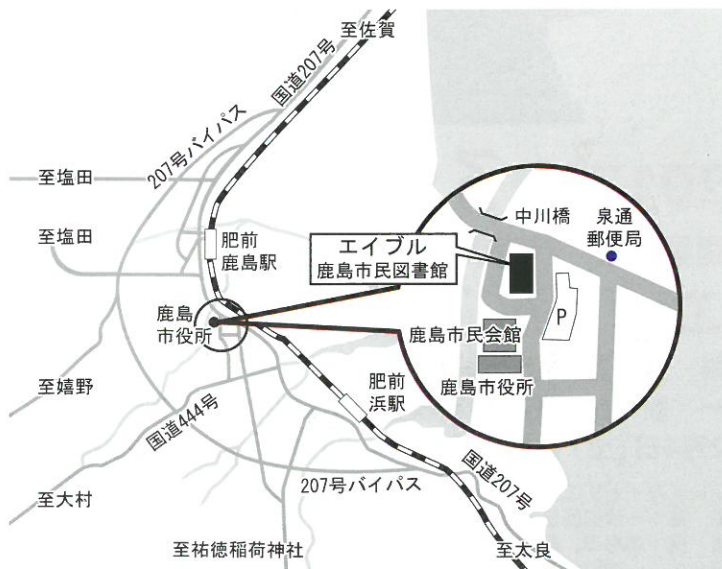 至佐賀
国道207号
207号バイパス
至塩田
至塩田
肥前
鹿島駅
中川橋
泉通
郵便局
エイブル
鹿島市民図書館
P
鹿島
市役所
鹿島市民会館
鹿島市役所
至嬉野
国道444号
肥前
浜駅
至大村
207号バイパス
国道207号
至祐徳稲荷神社
至太良